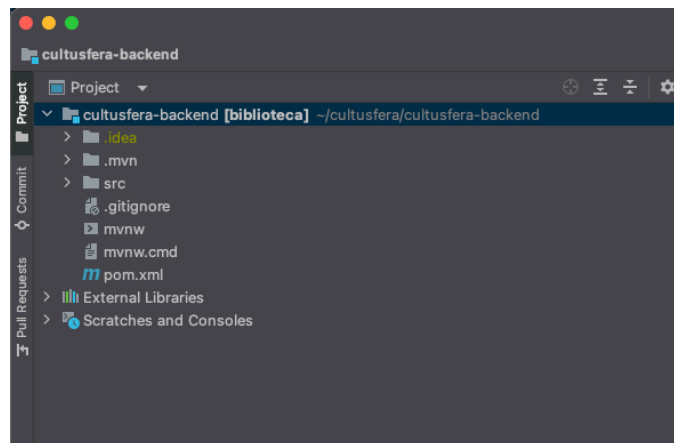 cultusfera-backend
Project
Project
Commit
Pull Requests
cultusfera-backend [biblioteca] ~/cultusfera/cultusfera-backend
.idea
.mvn
src
.gitignore
mvnw
mvnw.cmd
m pom.xml
External Libraries
Scratches and Consoles